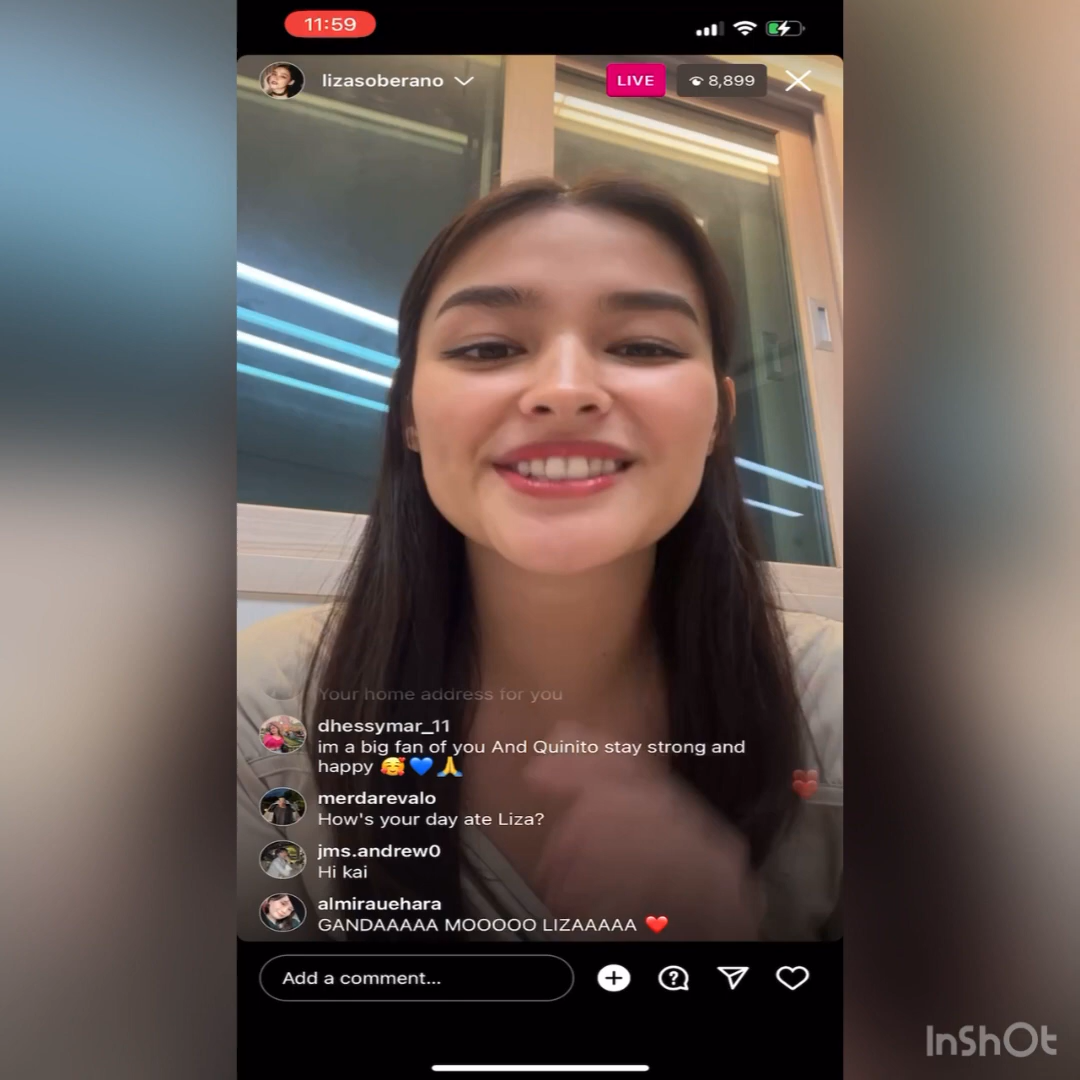 11:59
lizasoberano
LIVE
8,899
Your home address for you
dhessymar_11
im a big fan of you And Quinito stay strong and
happy 🥰💙🙏
merdarevalo
How's your day ate Liza?
jms.andrew0
Hi kai
almirauehara
GANDAAAAA MOOOOO LIZAAAAA ❤️
Add a comment...
InShOt